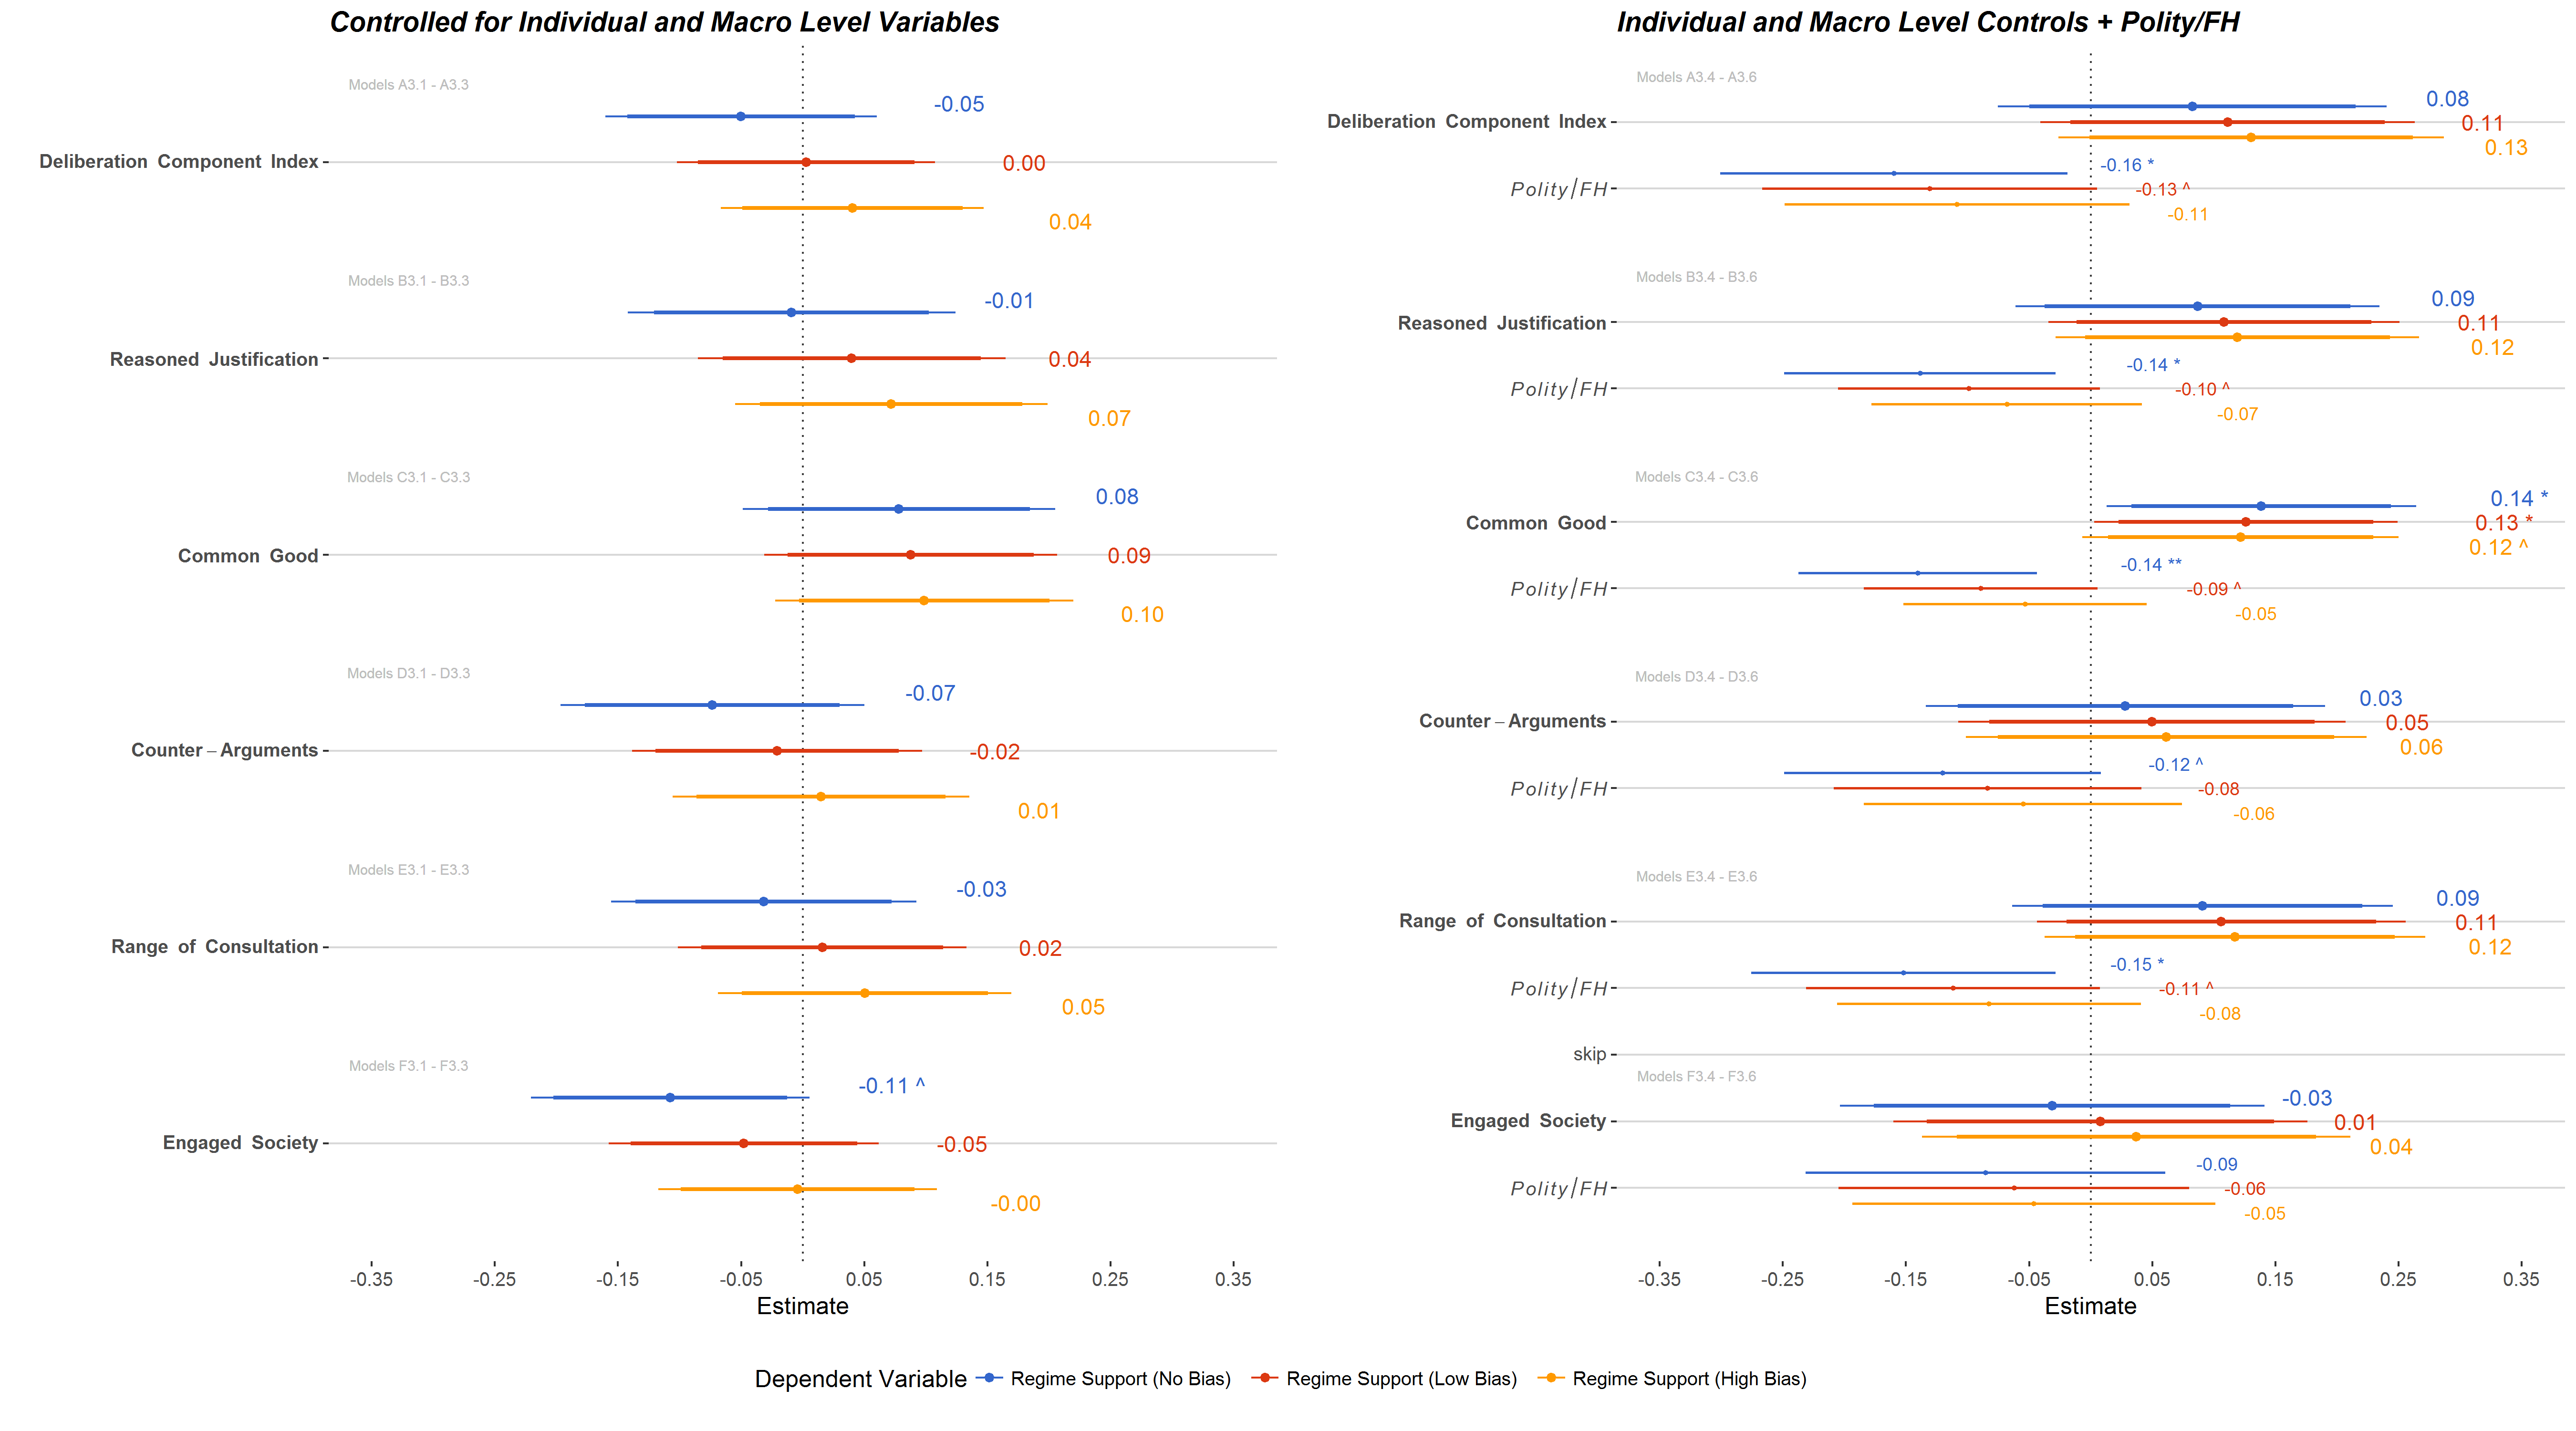 Controlled for Individual and Macro Level Variables
Models A3.1 - A3.3
-0.05
Deliberation Component Index
0.00
0.04
Models B3.1 - B3.3
-0.01
Reasoned Justification
0.04
0.07
Models C3.1 - C3.3
0.08
Common Good
0.09
0.10
Models D3.1 - D3.3
-0.07
Counter–Arguments
-0.02
0.01
Models E3.1 - E3.3
-0.03
Range of Consultation
0.02
0.05
Models F3.1 - F3.3
-0.11 ^
Engaged Society
-0.05
-0.00
-0.35 -0.25 -0.15 -0.05 0.05 0.15 0.25 0.35
Estimate
Individual and Macro Level Controls + Polity/FH
Models A3.4 - A3.6
0.08
Deliberation Component Index
0.11
0.13
-0.16 *
Polity/FH
-0.13 ^
-0.11
Models B3.4 - B3.6
0.09
Reasoned Justification
0.11
0.12
-0.14 *
Polity/FH
-0.10 ^
-0.07
Models C3.4 - C3.6
0.14 *
Common Good
0.13 *
0.12 ^
-0.14 **
Polity/FH
-0.09 ^
-0.05
Models D3.4 - D3.6
0.03
Counter–Arguments
0.05
0.06
-0.12 ^
Polity/FH
-0.08
-0.06
Models E3.4 - E3.6
0.09
Range of Consultation
0.11
0.12
-0.15 *
Polity/FH
-0.11 ^
-0.08
skip
Models F3.4 - F3.6
-0.03
Engaged Society
0.01
0.04
-0.09
Polity/FH
-0.06
-0.05
-0.35 -0.25 -0.15 -0.05 0.05 0.15 0.25 0.35
Estimate
Dependent Variable Regime Support (No Bias) Regime Support (Low Bias) Regime Support (High Bias)